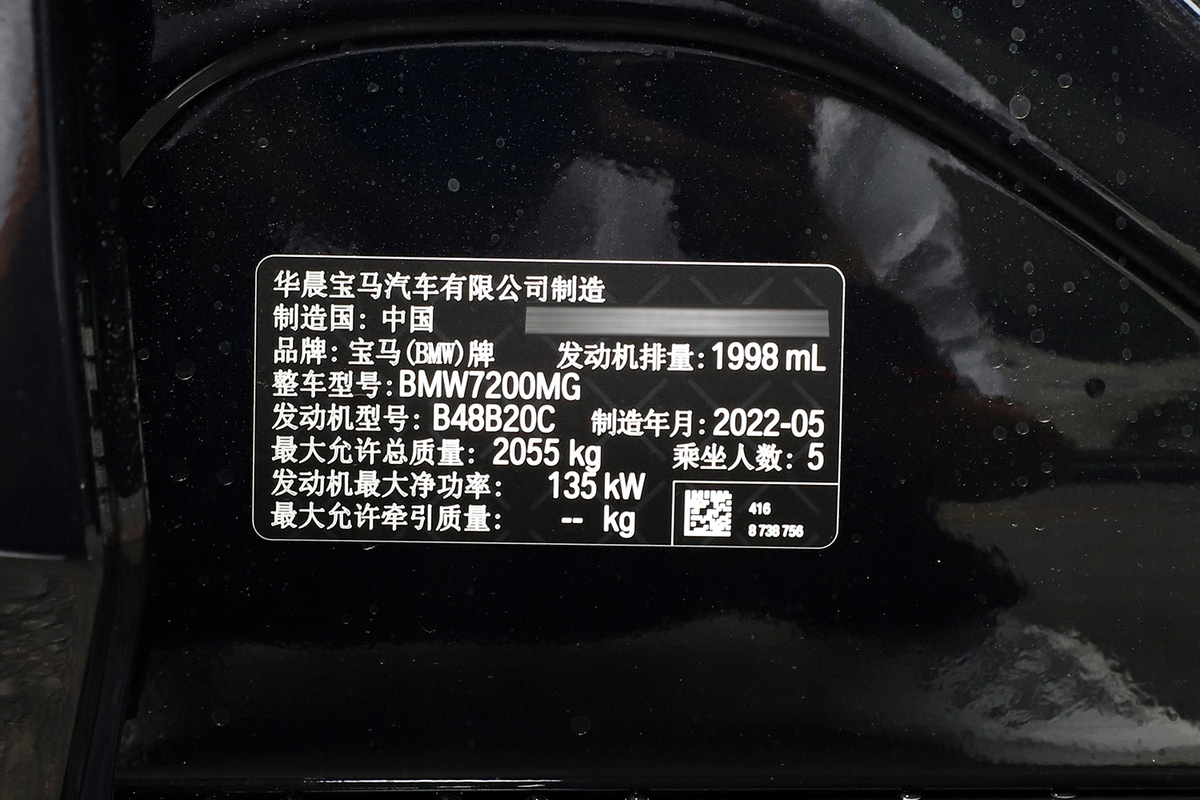 华晨宝马汽车有限公司制造
制造国：中国
品牌：宝马(BMW)牌 发动机排量：1998 mL
整车型号：BMW7200MG
发动机型号：B48B20C 制造年月：2022-05
最大允许总质量：2055 kg 乘坐人数：5
发动机最大净功率：135 kW
最大允许牵引质量：-- kg
416
8 738 756